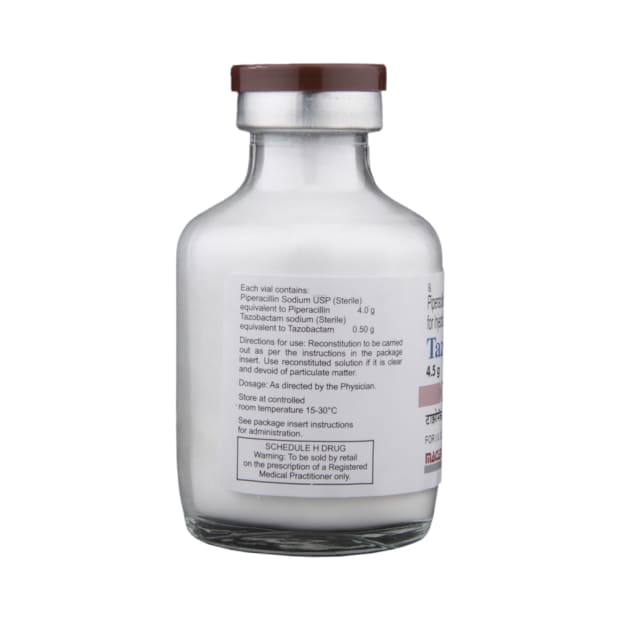 Each vial contains:
Piperacillin Sodium USP (Sterile)
equivalent to Piperacillin 4.0 g
Tazobactam sodium (Sterile)
equivalent to Tazobactam 0.50 g
Directions for use: Reconstitution to be carried
out as per the instructions in the package
insert. Use reconstituted solution if it is clear
and devoid of particulate matter.
Dosage: As directed by the Physician.
Store at controlled
room temperature 15-30°C
See package insert instructions
for administration.
SCHEDULE H DRUG
Warning: To be sold by retail
on the prescription of a Registered
Medical Practitioner only.
for
4.5 g